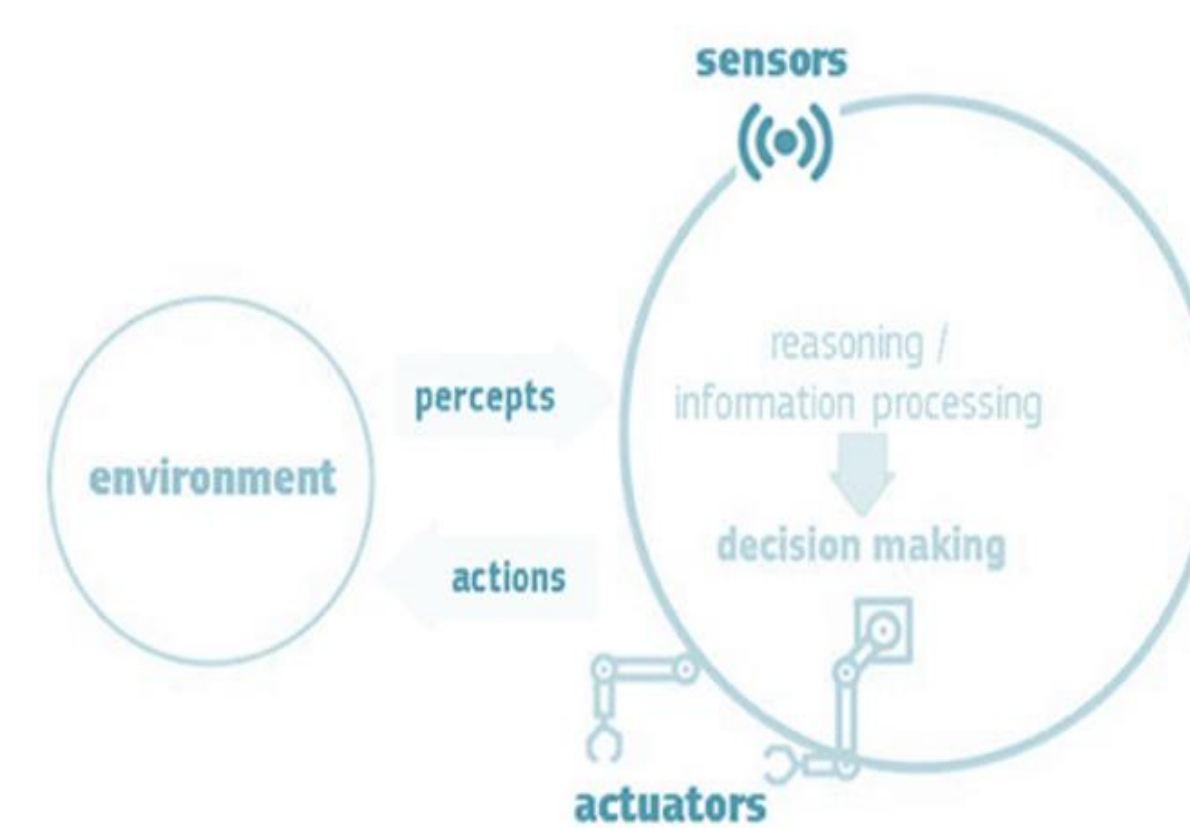 sensors
reasoning /
information processing
percepts
environment
decision making
actions
actuators